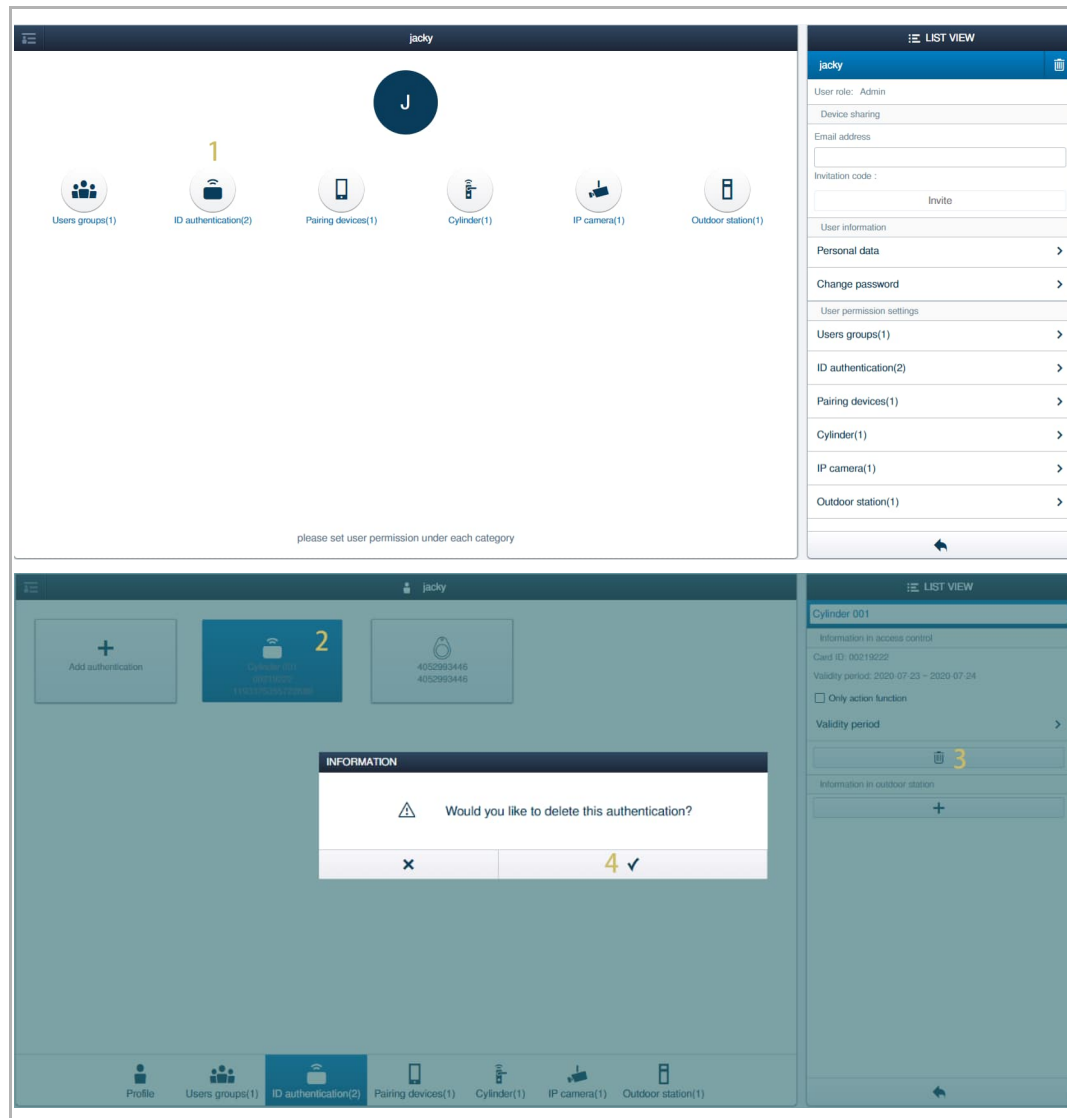 jacky
LIST VIEW
J
1
Users groups(1)
ID authentication(2)
Pairing devices(1)
Cylinder(1)
IP camera(1)
Outdoor station(1)
please set user permission under each category
jacky
User role: Admin
Device sharing
Email address
Invitation code :
Invite
User information
Personal data
Change password
User permission settings
Users groups(1)
ID authentication(2)
Pairing devices(1)
Cylinder(1)
IP camera(1)
Outdoor station(1)
jacky
LIST VIEW
Add authentication
2
Cylinder 001
4052993446
4052993446
INFORMATION
Would you like to delete this authentication?
4
Profile
Users groups(1)
ID authentication(2)
Pairing devices(1)
Cylinder(1)
IP camera(1)
Outdoor station(1)
Cylinder 001
Information in access control
Card ID: 00219222
Validity period: 2020-07-23 ~ 2020-07-24
Only action function
Validity period
3
Information in outdoor station